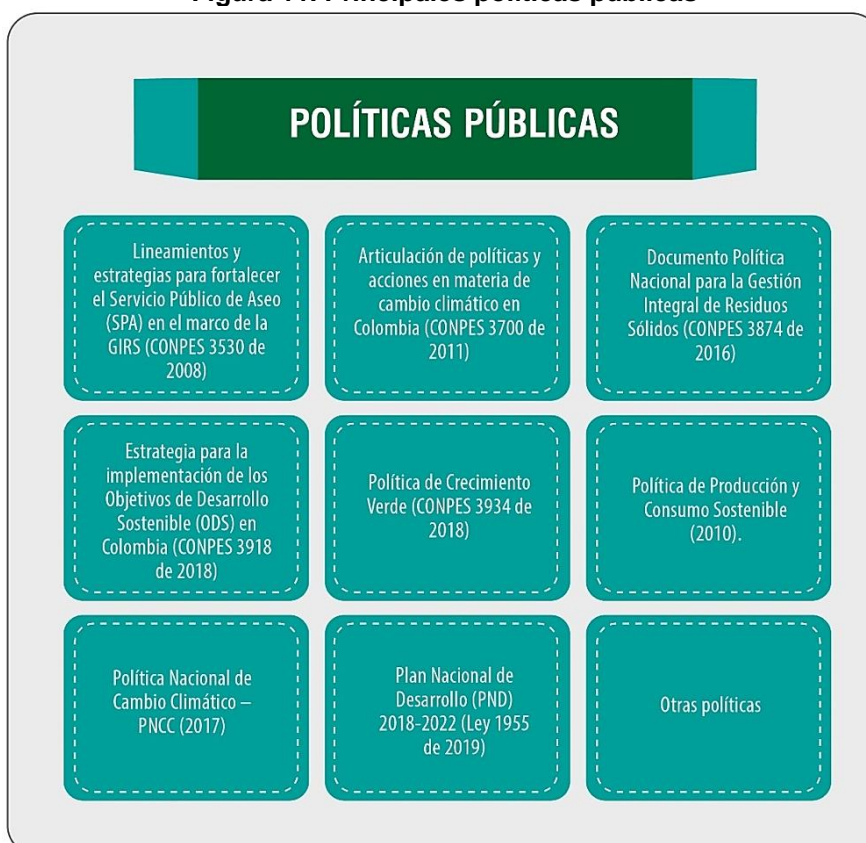 Principales políticas públicas
POLÍTICAS PÚBLICAS
Lineamientos y
estrategias para fortalecer
el Servicio Público de Aseo
(SPA) en el marco de la
GIRS (CONPES 3530 de
2008)
Articulación de políticas y
acciones en materia de
cambio climático en
Colombia (CONPES 3700 de
2011)
Documento Política
Nacional para la Gestión
Integral de Residuos
Sólidos (CONPES 3874 de
2016)
Estrategia para la
implementación de los
Objetivos de Desarrollo
Sostenible (ODS) en
Colombia (CONPES 3918
de 2018)
Política de Crecimiento
Verde (CONPES 3934 de
2018)
Política de Producción y
Consumo Sostenible
(2010).
Política Nacional de
Cambio Climático –
PNCC (2017)
Plan Nacional de
Desarrollo (PND)
2018-2022 (Ley 1955
de 2019)
Otras políticas